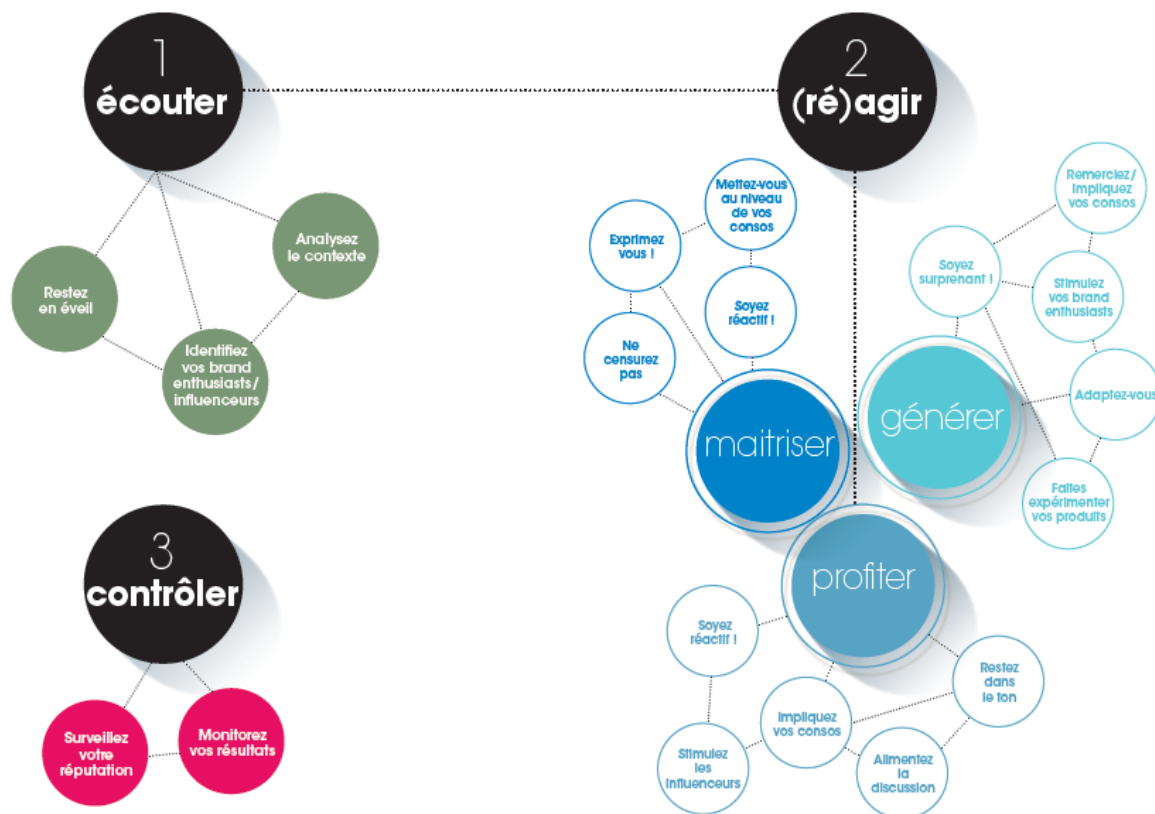 1
écouter
Restez
en éveil
Identifiez
vos brand
enthusiasts/
influenceurs
Analysez
le contexte
2
(ré)agir
Mettez-vous
au niveau
de vos
consos
Exprimez
vous !
Soyez
réactif !
Ne
censurez
pas
maitriser
Remerciez/
Impliquez
vos consos
Soyez
surprenant !
Stimulez
vos brand
enthusiasts
Adaptez-vous
Faites
expérimenter
vos produits
générer
profiter
Soyez
réactif !
Stimulez
les
influenceurs
Impliquez
vos consos
Alimentez
la
discussion
Restez
dans
le ton
3
contrôler
Surveillez
votre
réputation
Monitorez
vos résultats